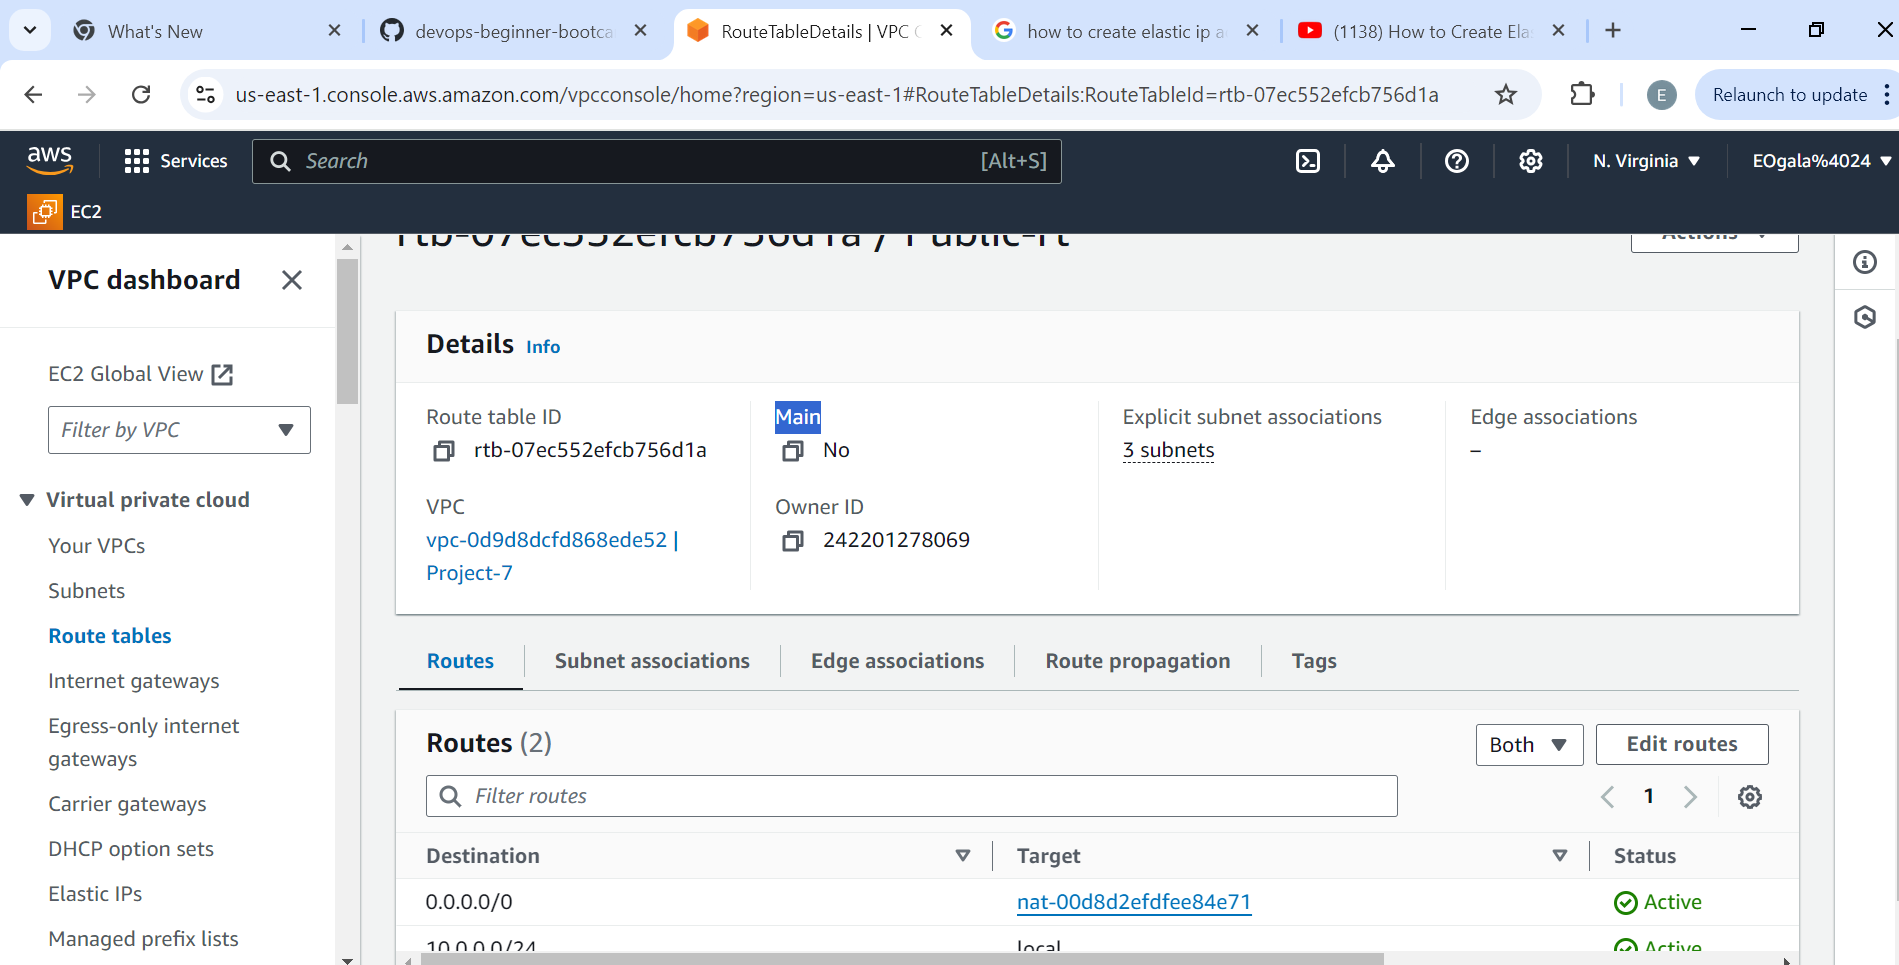 What's New
devops-beginner-bootca
RouteTableDetails | VPC C
how to create elastic ip a
(1138) How to Create Ela
us-east-1.console.aws.amazon.com/vpcconsole/home?region=us-east-1#RouteTableDetails:RouteTableId=rtb-07ec552efcb756d1a
E
Relaunch to update
aws
Services
Search
[Alt+S]
N. Virginia
EOgala%4024
EC2
rtb-07ec552efcb756d1a / Public-rt
Actions
VPC dashboard
EC2 Global View
Filter by VPC
Virtual private cloud
Your VPCs
Subnets
Route tables
Internet gateways
Egress-only internet
gateways
Carrier gateways
DHCP option sets
Elastic IPs
Managed prefix lists
Details Info
Route table ID
rtb-07ec552efcb756d1a
Main
No
Explicit subnet associations
3 subnets
Edge associations
–
VPC
vpc-0d9d8dcfd868ede52 |
Project-7
Owner ID
242201278069
Routes
Subnet associations
Edge associations
Route propagation
Tags
Routes (2)
Both
Edit routes
Filter routes
1
Destination
Target
Status
0.0.0.0/0
nat-00d8d2efdfee84e71
Active
10.0.0.0/24
local
Active